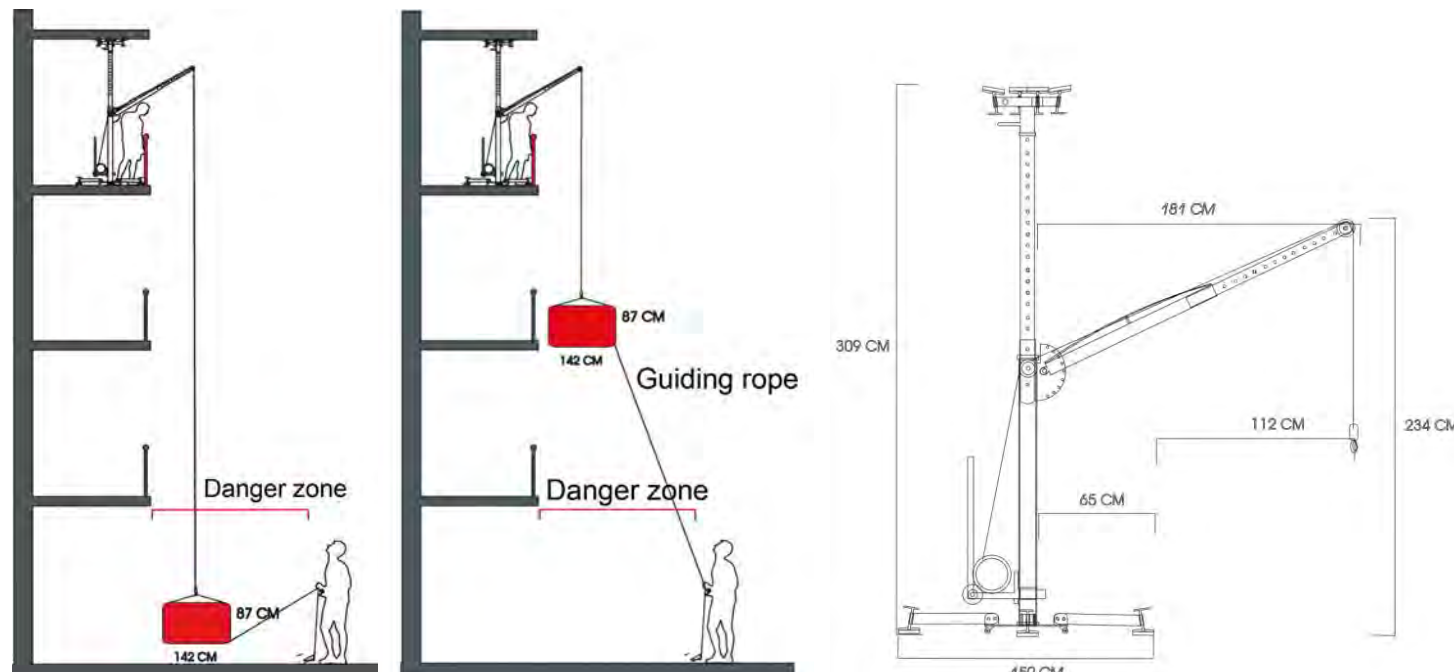 Danger zone
87 CM
142 CM
87 CM
142 CM
Guiding rope
Danger zone
181 CM
309 CM
112 CM
234 CM
65 CM